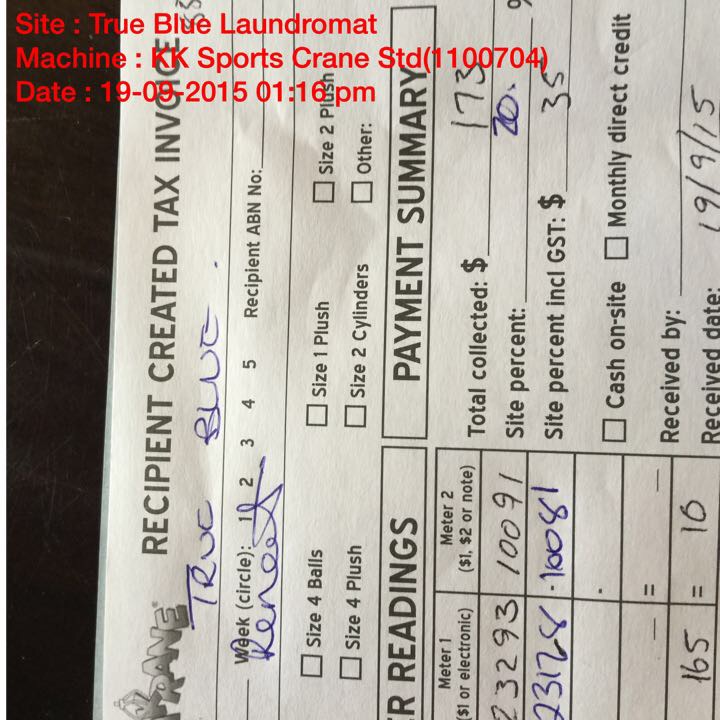 Site : True Blue Laundromat
Machine : KK Sports Crane Std(1100704)
Date : 19-09-2015 01:16 pm
RECIPIENT CREATED TAX INVOICE
TRUE BLUE.
Week (circle): 1 2 3 4 5 Recipient ABN No:
Size 4 Balls Size 1 Plush Size 2 Plush
Size 4 Plush Size 2 Cylinders Other:
R READINGS
Meter 1 Meter 2
($1 or electronic) ($1, $2 or note)
23293 10091
23128 10081
165 = 10
PAYMENT SUMMARY
Total collected: $ 173
Site percent: 20.
Site percent incl GST: $ 35
Cash on-site Monthly direct credit
Received by:
Received date: 19/9/15